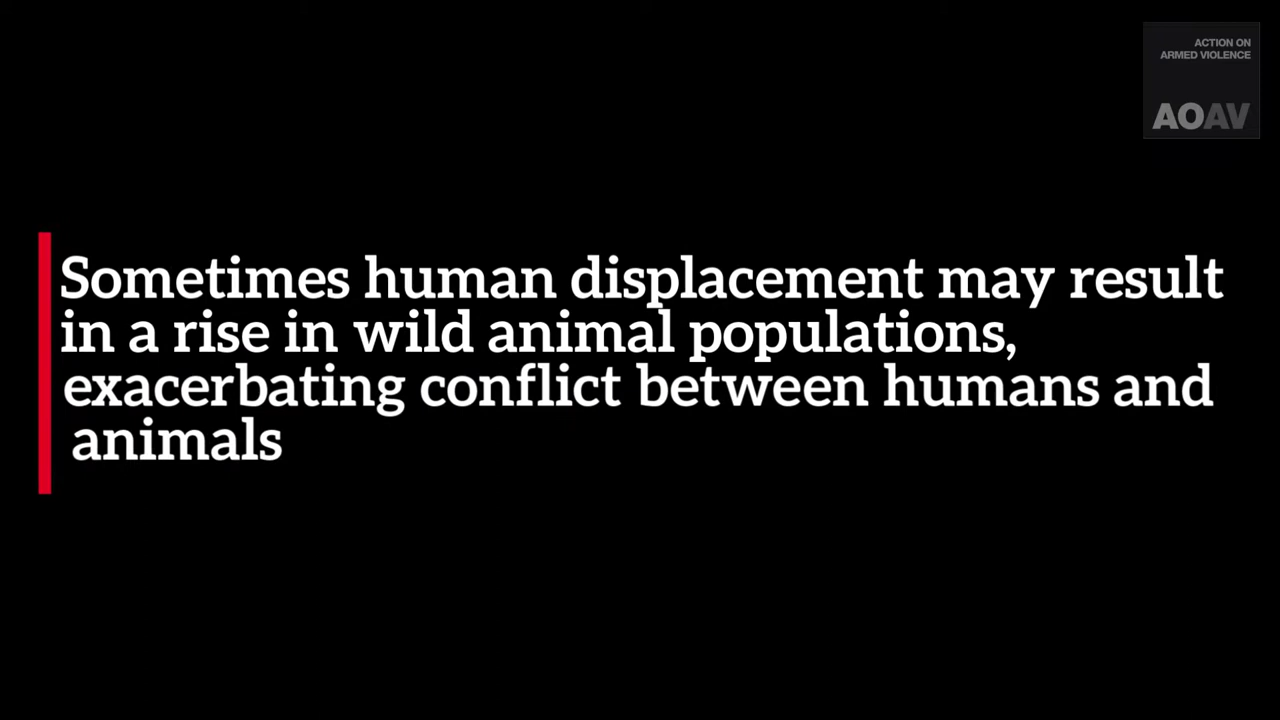 ACTION ON
ARMED VIOLENCE
AOAV
Sometimes human displacement may result
in a rise in wild animal populations,
exacerbating conflict between humans and
animals